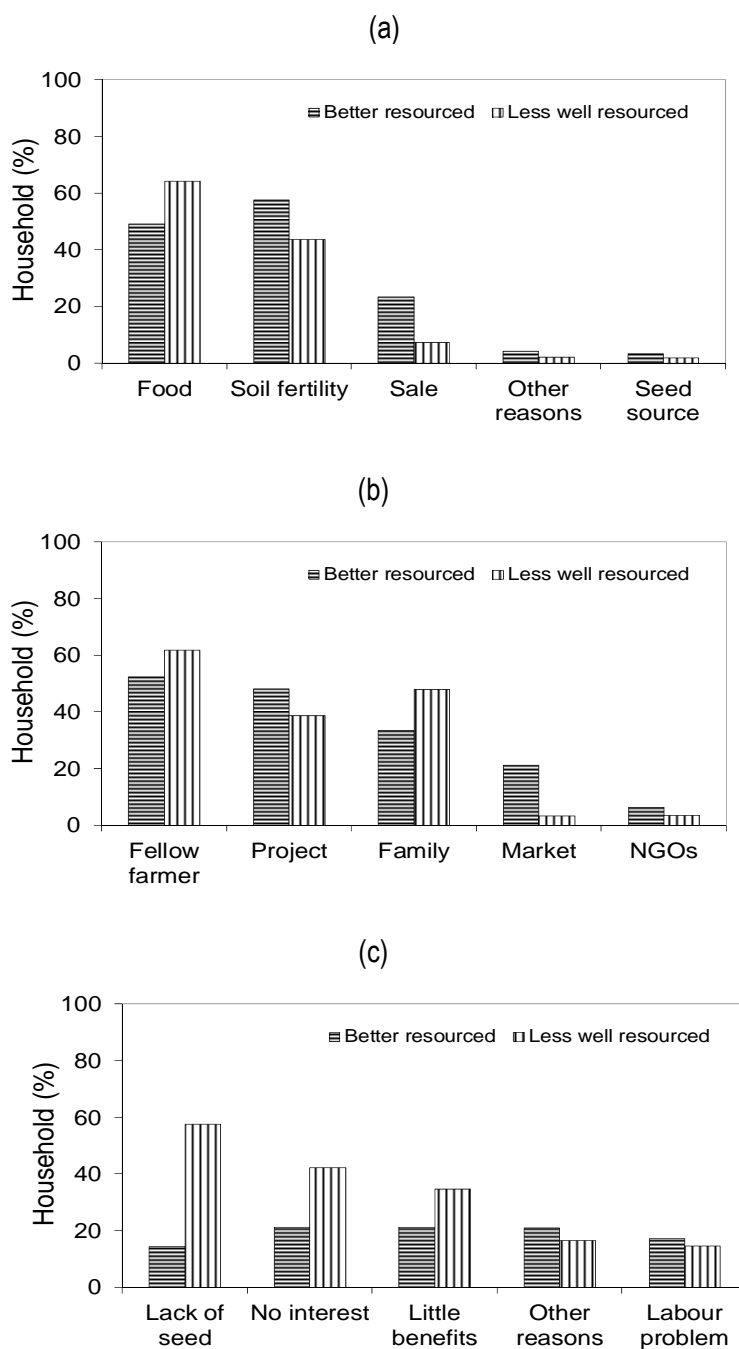 (a)
100
80
60
40
20
0
Household (%)
Better resourced Less well resourced
Food Soil fertility Sale Other reasons Seed source
(b)
100
80
60
40
20
0
Household (%)
Better resourced Less well resourced
Fellow farmer Project Family Market NGOs
(c)
100
80
60
40
20
0
Household (%)
Better resourced Less well resourced
Lack of seed No interest Little benefits Other reasons Labour problem